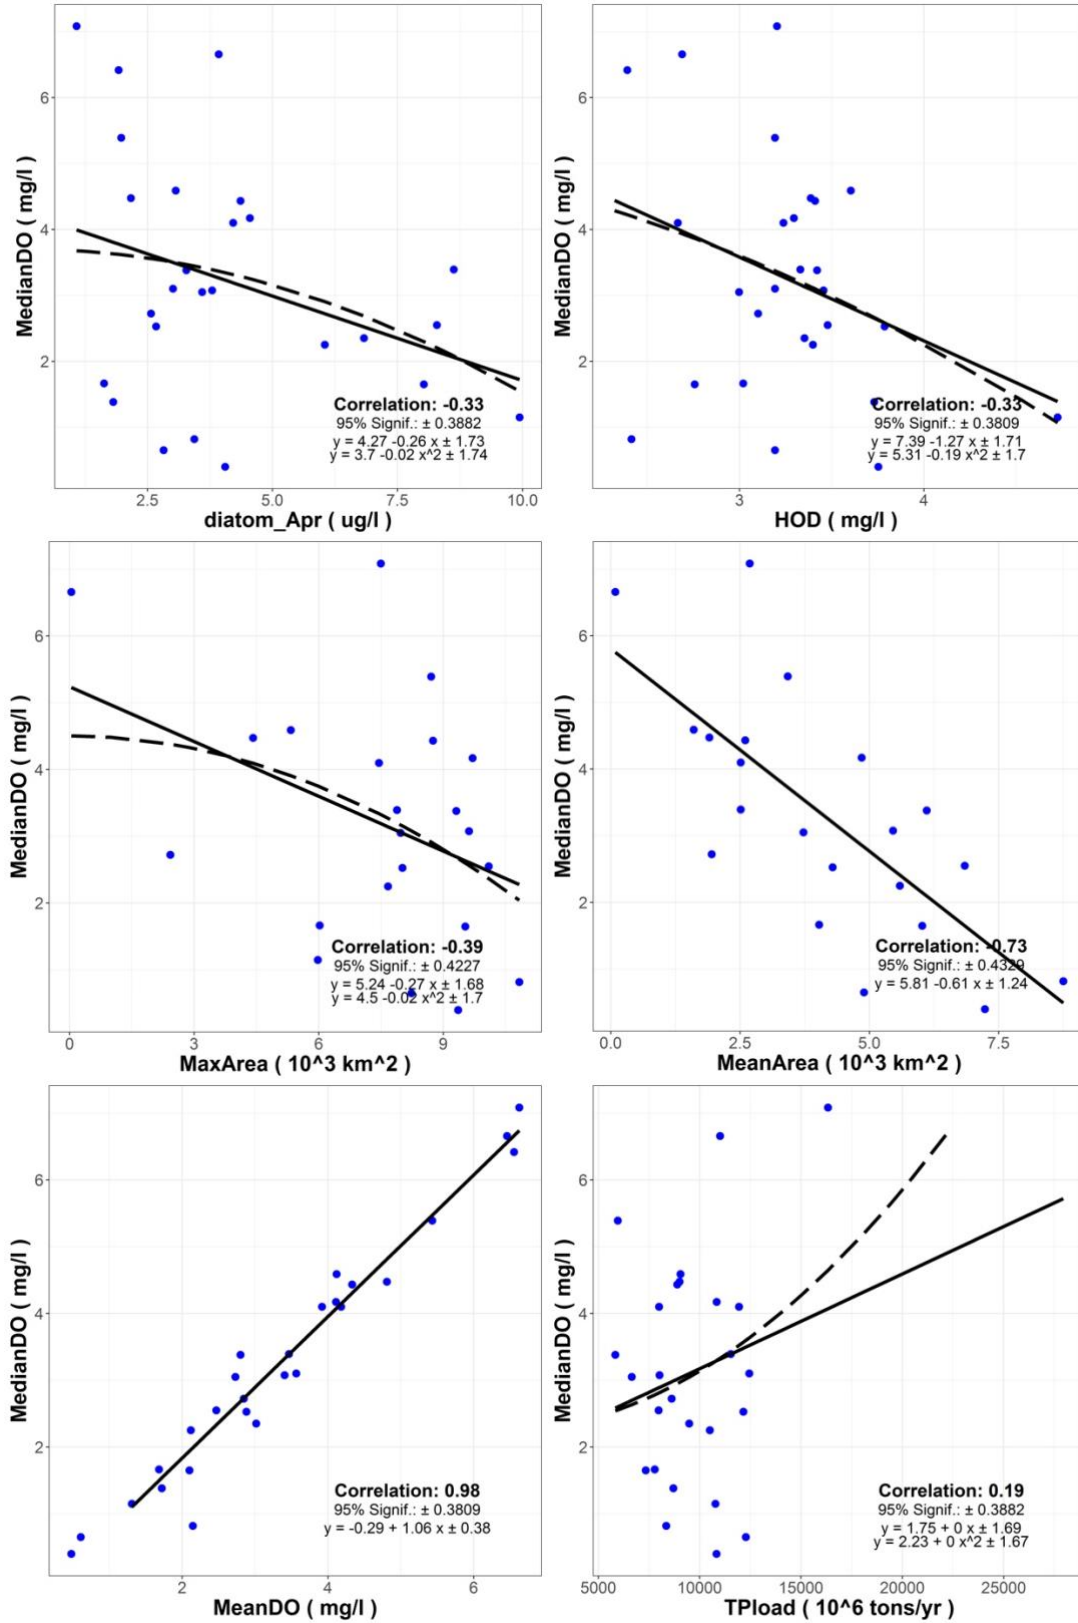 MedianDO ( mg/l )
6
4
2
Correlation: -0.33
95% Signif.: ± 0.3882
y = 4.27 -0.26 x ± 1.73
y = 3.7 -0.02 x^2 ± 1.74
2.5 5.0 7.5 10.0
diatom_Apr ( ug/l )
MedianDO ( mg/l )
6
4
2
Correlation: -0.33
95% Signif.: ± 0.3809
y = 7.39 -1.27 x ± 1.71
y = 5.31 -0.19 x^2 ± 1.7
3 4
HOD ( mg/l )
MedianDO ( mg/l )
6
4
2
Correlation: -0.39
95% Signif.: ± 0.4227
y = 5.24 -0.27 x ± 1.68
y = 4.5 -0.02 x^2 ± 1.7
0 3 6 9
MaxArea ( 10^3 km^2 )
MedianDO ( mg/l )
6
4
2
Correlation: -0.73
95% Signif.: ± 0.4329
y = 5.81 -0.61 x ± 1.24
0.0 2.5 5.0 7.5
MeanArea ( 10^3 km^2 )
MedianDO ( mg/l )
6
4
2
Correlation: 0.98
95% Signif.: ± 0.3809
y = -0.29 + 1.06 x ± 0.38
2 4 6
MeanDO ( mg/l )
MedianDO ( mg/l )
6
4
2
Correlation: 0.19
95% Signif.: ± 0.3882
y = 1.75 + 0 x ± 1.69
y = 2.23 + 0 x^2 ± 1.67
5000 10000 15000 20000 25000
TPload ( 10^6 tons/yr )